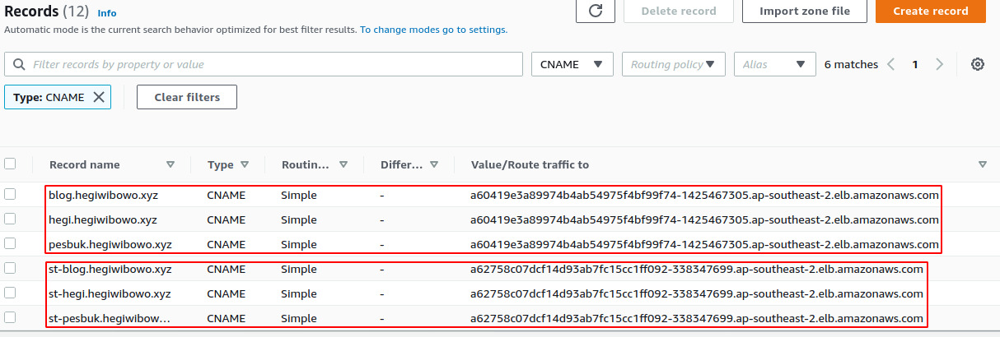 Records (12) Info Delete record Import zone file Create record
Automatic mode is the current search behavior optimized for best filter results. To change modes go to settings.
Filter records by property or value CNAME Routing policy Alias 6 matches 1
Type: CNAME Clear filters
Record name Type Routin... Differ... Value/Route traffic to
blog.hegiwibowo.xyz CNAME Simple - a60419e3a89974b4ab54975f4bf99f74-1425467305.ap-southeast-2.elb.amazonaws.com
hegi.hegiwibowo.xyz CNAME Simple - a60419e3a89974b4ab54975f4bf99f74-1425467305.ap-southeast-2.elb.amazonaws.com
pesbuk.hegiwibowo.xyz CNAME Simple - a60419e3a89974b4ab54975f4bf99f74-1425467305.ap-southeast-2.elb.amazonaws.com
st-blog.hegiwibowo.xyz CNAME Simple - a62758c07dcf14d93ab7fc15cc1ff092-338347699.ap-southeast-2.elb.amazonaws.com
st-hegi.hegiwibowo.xyz CNAME Simple - a62758c07dcf14d93ab7fc15cc1ff092-338347699.ap-southeast-2.elb.amazonaws.com
st-pesbuk.hegiwibow... CNAME Simple - a62758c07dcf14d93ab7fc15cc1ff092-338347699.ap-southeast-2.elb.amazonaws.com